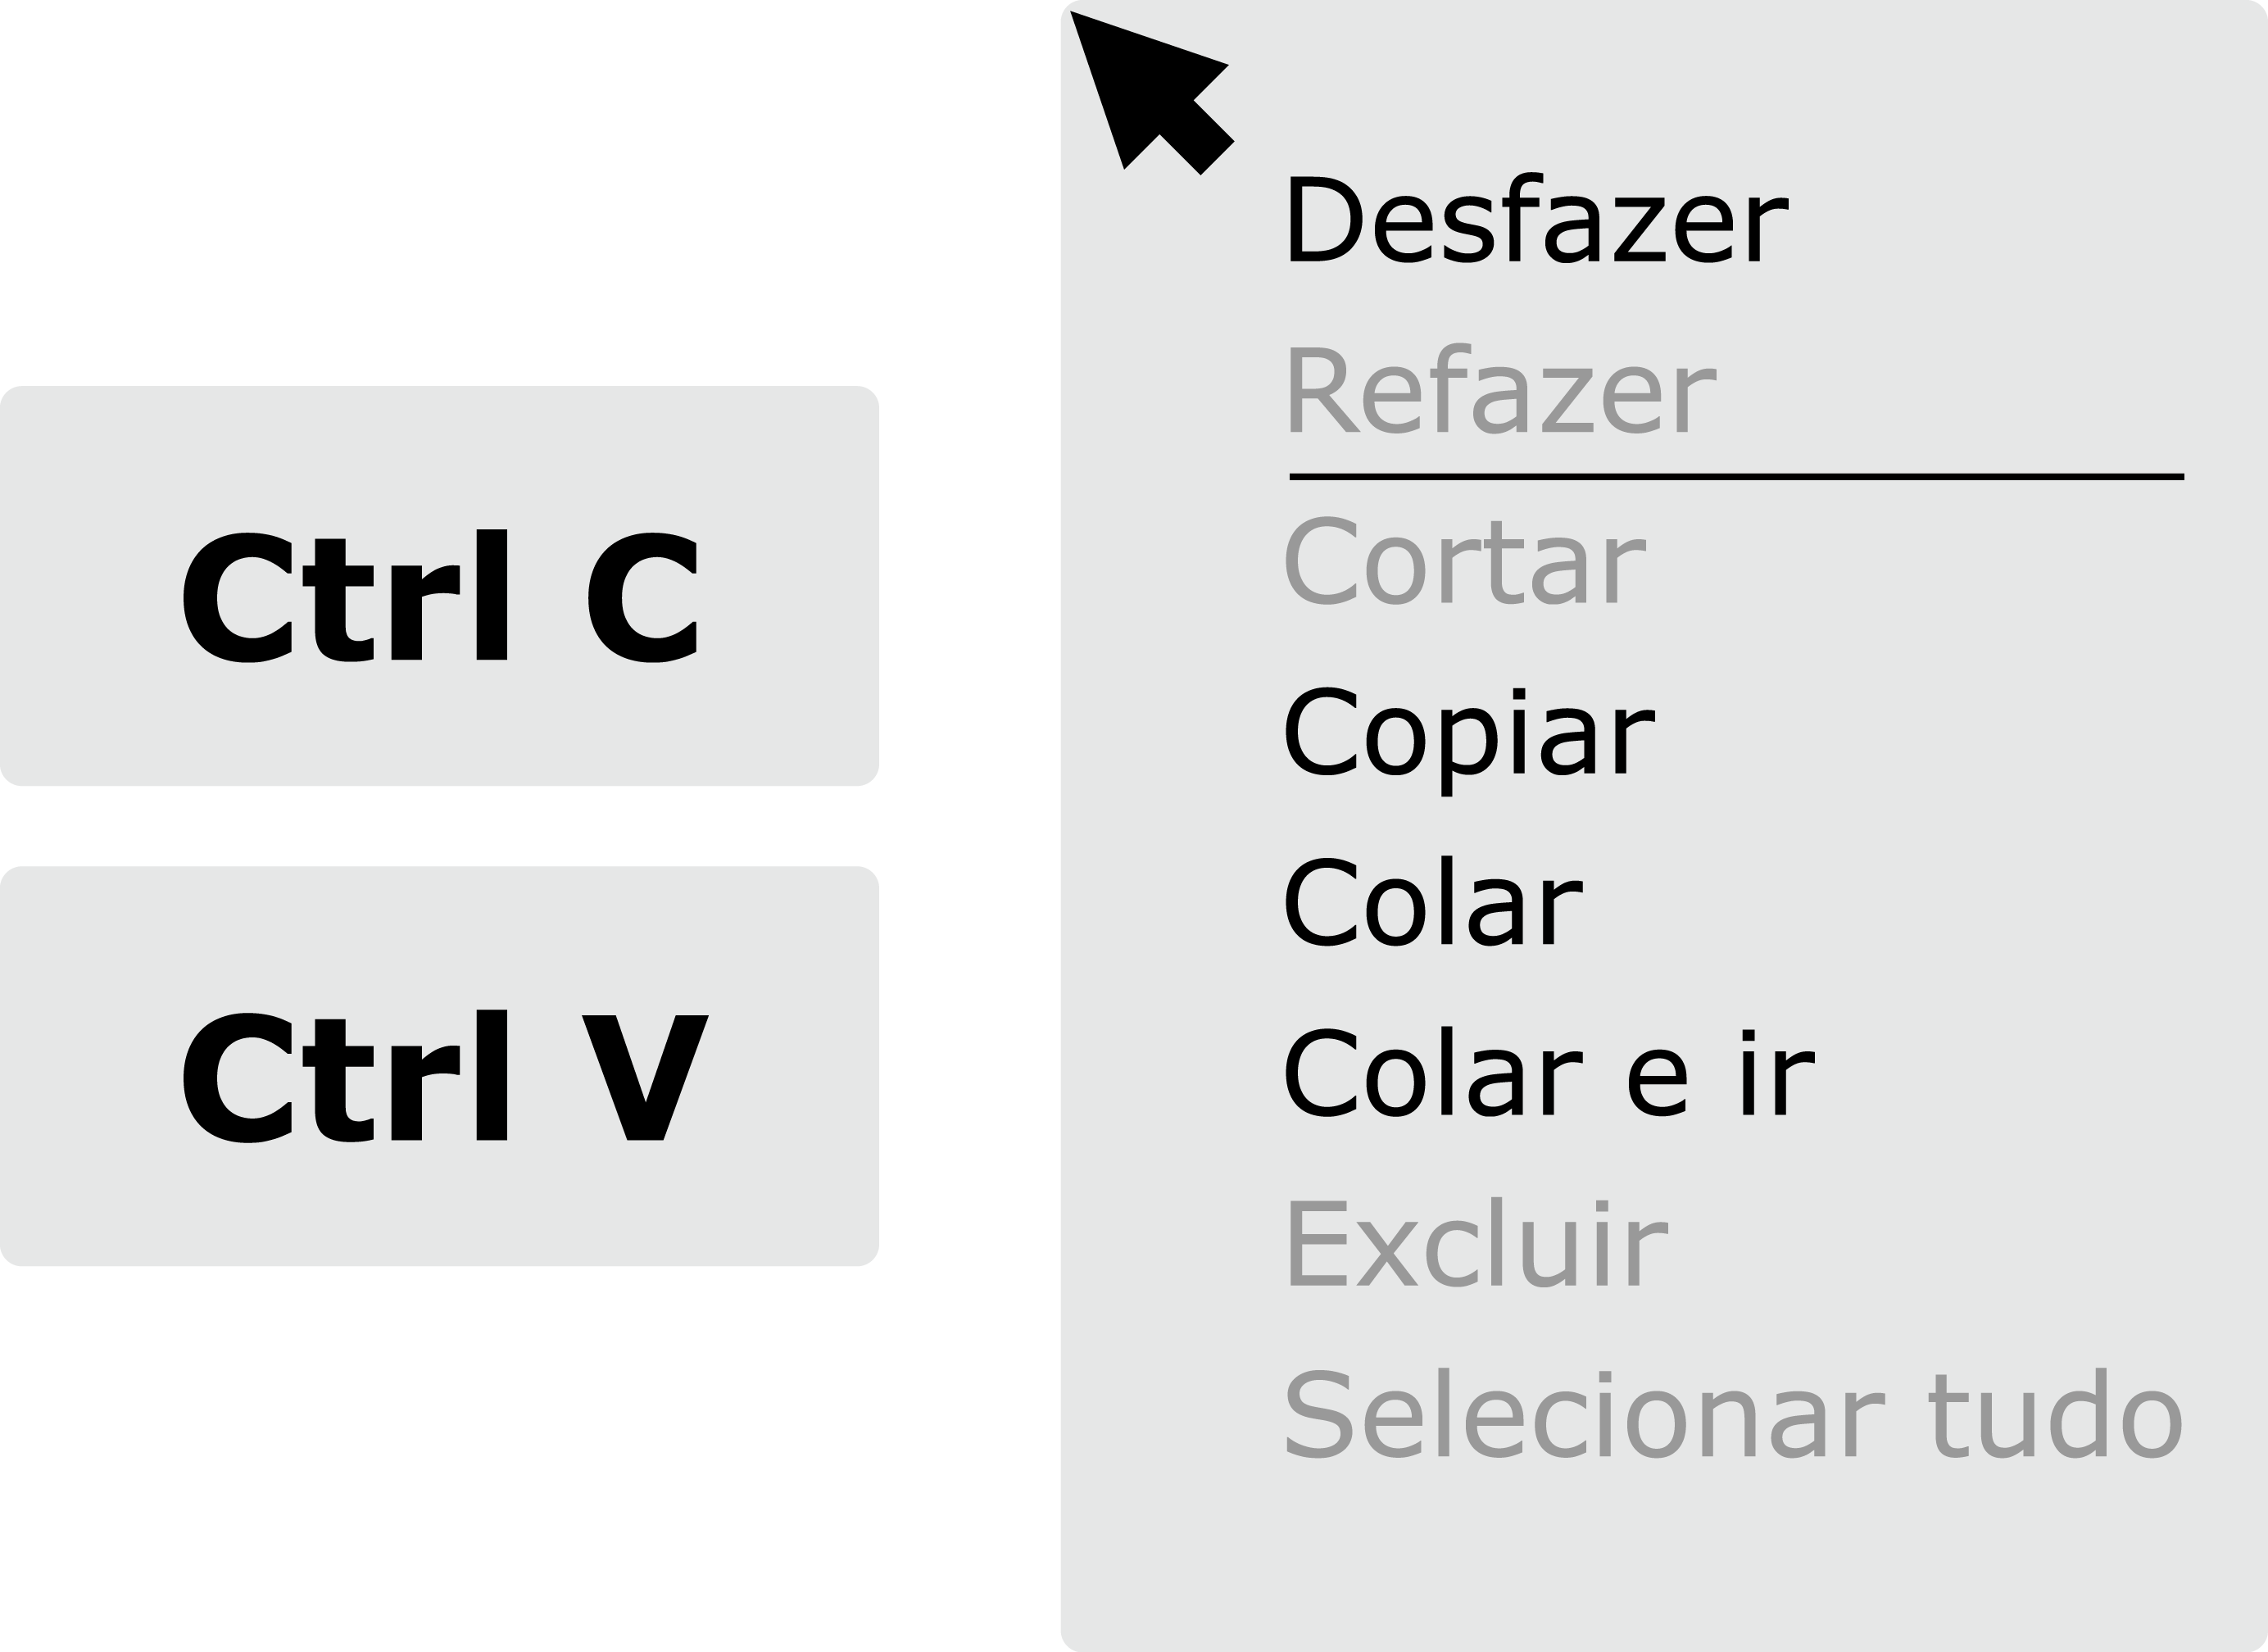 Ctrl C
Ctrl V
Desfazer
Refazer
Cortar
Copiar
Colar
Colar e ir
Excluir
Selecionar tudo